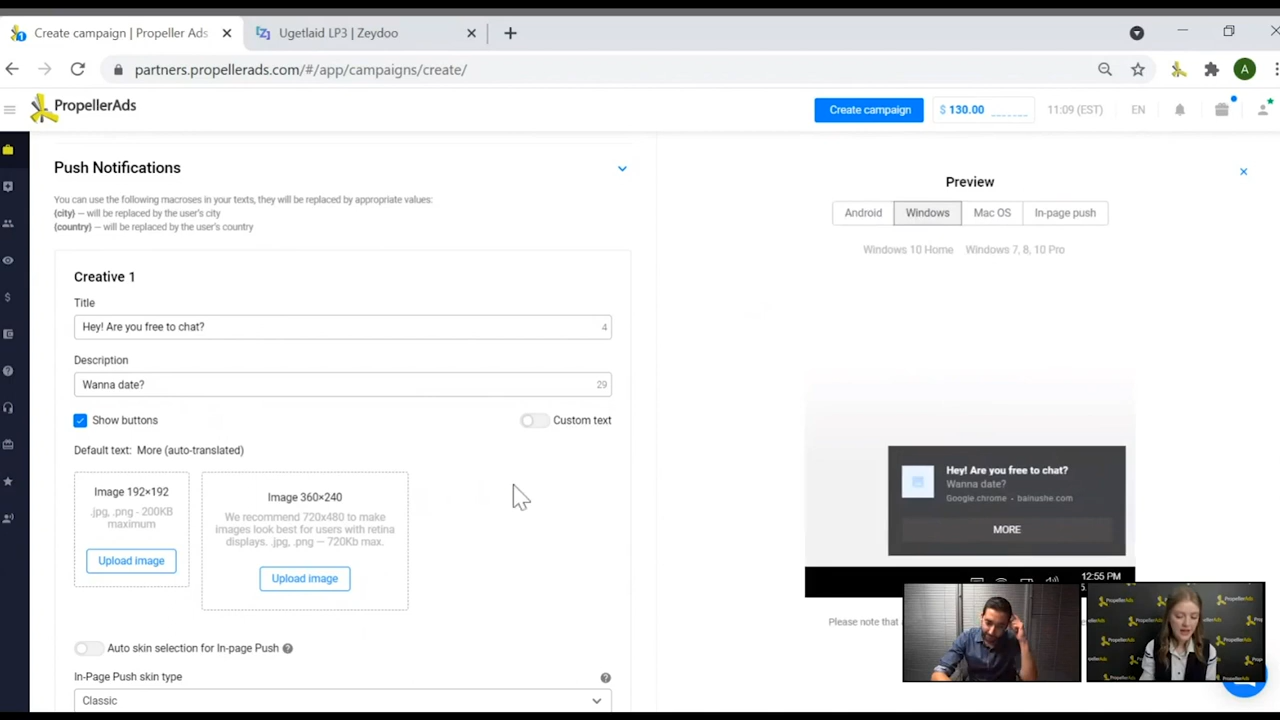 Create campaign | Propeller Ads
Ugetlaid LP3 | Zeydoo
partners.propellerads.com/#/app/campaigns/create/
A
PropellerAds
Create campaign
$ 130.00
11:09 (EST)
EN
Push Notifications
You can use the following macroses in your texts, they will be replaced by appropriate values:
{city} — will be replaced by the user's city
{country} — will be replaced by the user's country
Creative 1
Title
Hey! Are you free to chat?
4
Description
Wanna date?
29
Show buttons
Custom text
Default text: More (auto-translated)
Image 192×192
.jpg, .png - 200KB
maximum
Upload image
Image 360×240
We recommend 720x480 to make
images look best for users with retina
displays. .jpg, .png — 720Kb max.
Upload image
Auto skin selection for In-page Push
In-Page Push skin type
Classic
Preview
Android
Windows
Mac OS
In-page push
Windows 10 Home
Windows 7, 8, 10 Pro
Hey! Are you free to chat?
Wanna date?
Google.chrome • bainushe.com
MORE
12:55 PM
Please note that
PropellerAds
PropellerAds
PropellerAds
PropellerAds